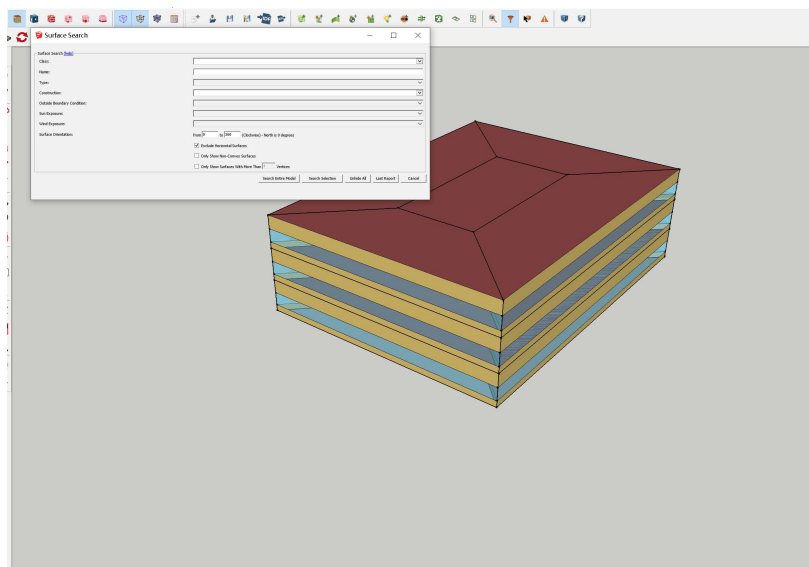 Surface Search
Surface Search (help)
Class:
Name:
Type:
Construction:
Outside Boundary Condition:
Sun Exposure:
Wind Exposure:
Surface Orientation: From 0 to 360 (Clockwise) - North is 0 degrees
Exclude Horizontal Surfaces
Only Show Non-Convex Surfaces
Only Show Surfaces With More Than Vertices
Search Entire Model Search Selection Unhide All Last Report Cancel